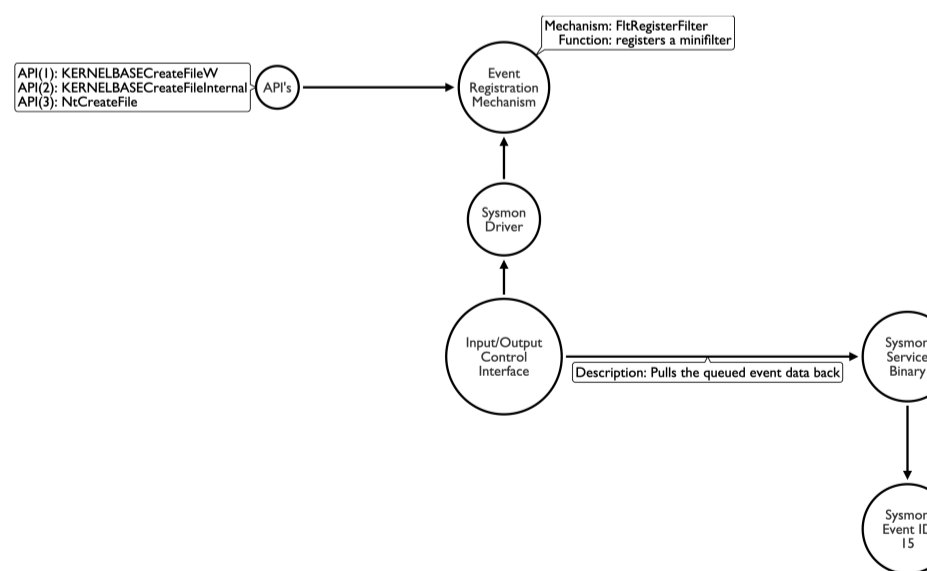 Mechanism: FltRegisterFilter
Function: registers a minifilter
API(1): KERNELBASECreateFileW
API(2): KERNELBASECreateFileInternal
API(3): NtCreateFile
API's
Event
Registration
Mechanism
Sysmon
Driver
Input/Output
Control
Interface
Description: Pulls the queued event data back
Sysmon
Service
Binary
Sysmon
Event ID
15